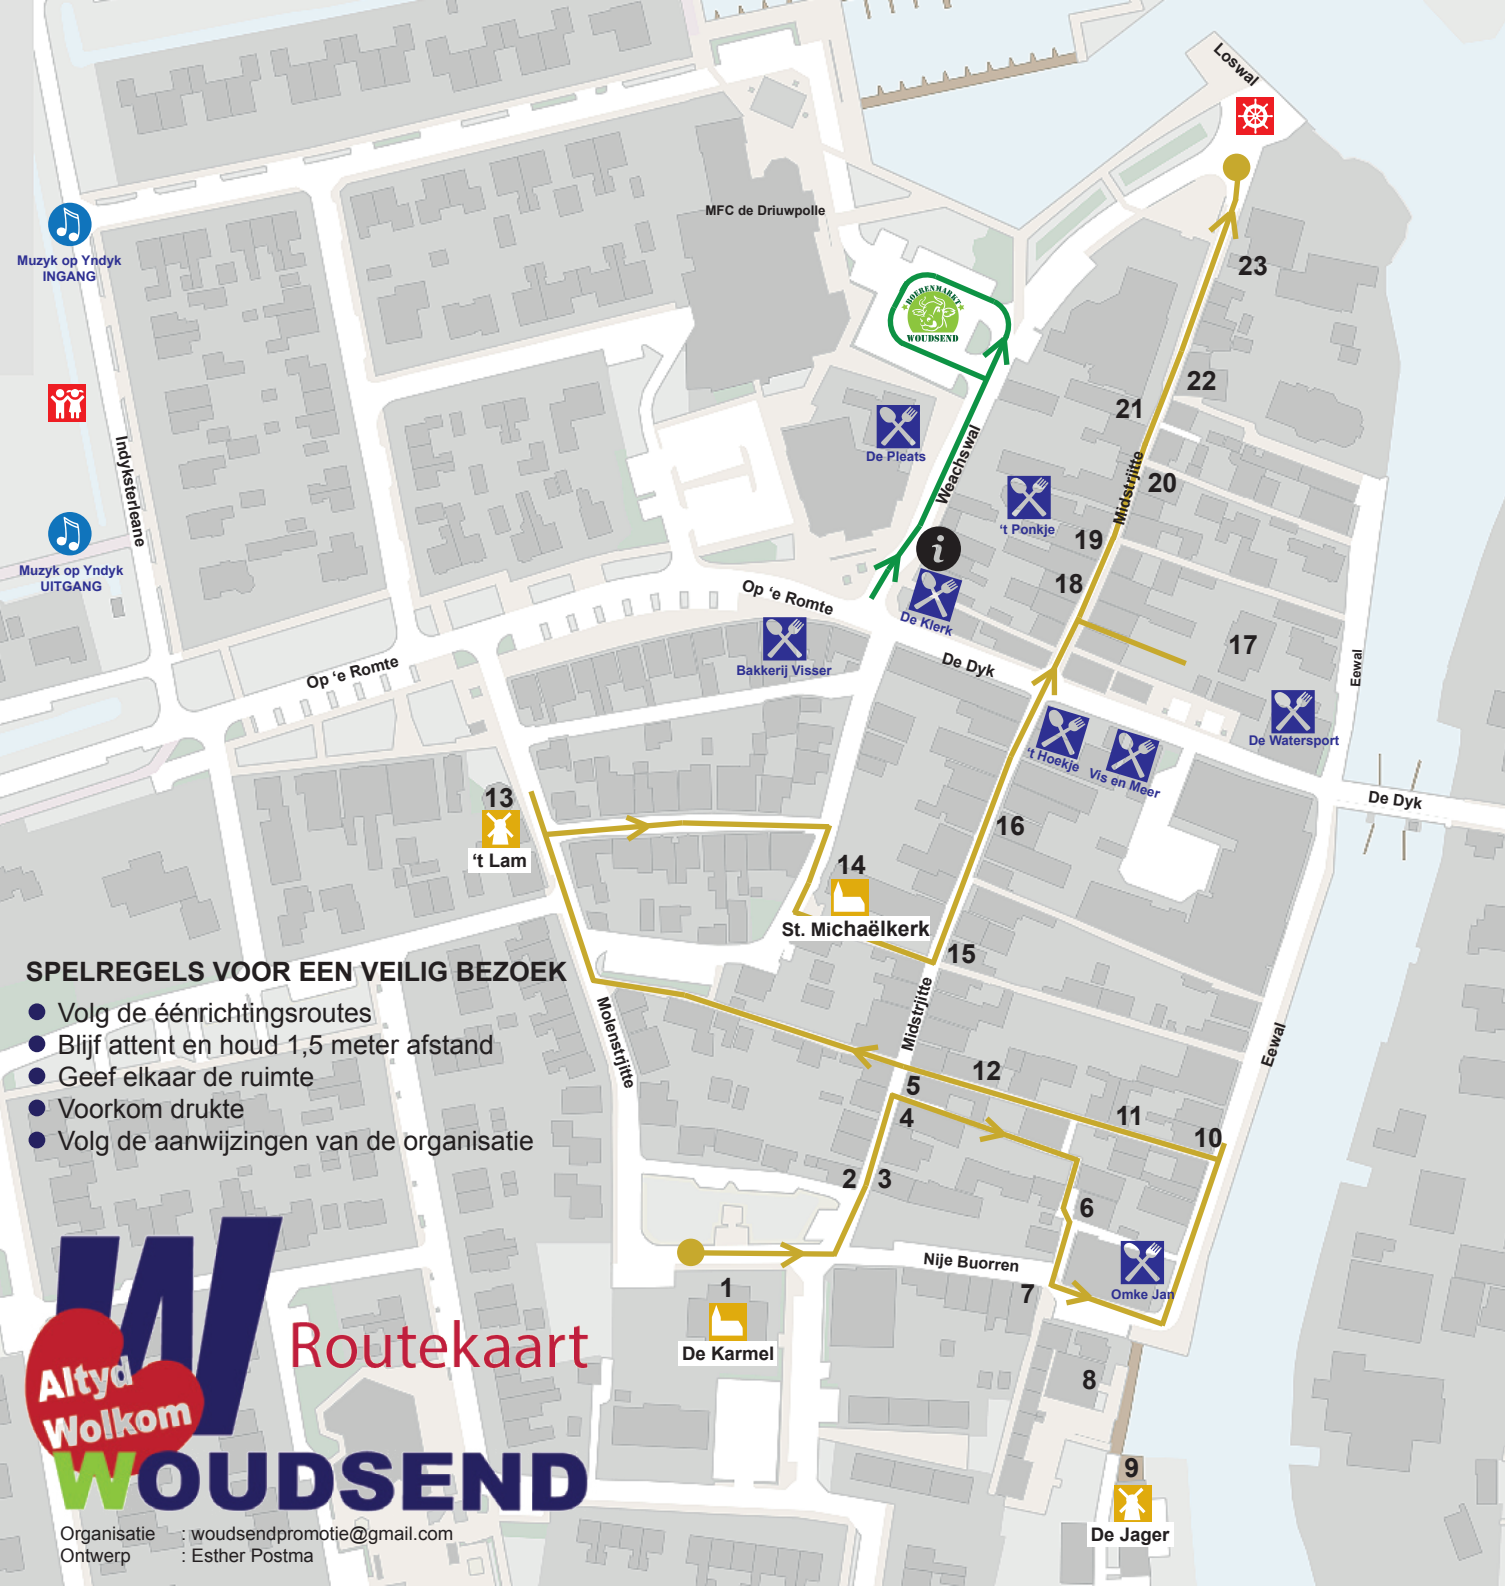 Loswal
MFC de Driuwpolle
Muzyk op Yndyk
INGANG
23
BOERENMARKT
WOUDSEND
22
21
De Pleats
Weachswal
Indyksterleane
Midstrjitte
20
't Ponkje
19
Muzyk op Yndyk
UITGANG
i
18
Op 'e Romte
De Klerk
17
Bakkerij Visser
De Dyk
Op 'e Romte
Eewal
De Watersport
't Hoekje
Vis en Meer
13
De Dyk
16
't Lam
14
St. Michaëlkerk
15
SPELREGELS VOOR EEN VEILIG BEZOEK
Volg de éénrichtingsroutes
Blijf attent en houd 1,5 meter afstand
Geef elkaar de ruimte
Voorkom drukte
Volg de aanwijzingen van de organisatie
Molenstrjitte
Midstrjitte
Eewal
12
5
4
11
10
2
3
6
Nije Buorren
7
Omke Jan
1
De Karmel
8
Routekaart
W
Altyd
Wolkom
WOUDSEND
9
De Jager
Organisatie : woudsendpromotie@gmail.com
Ontwerp : Esther Postma